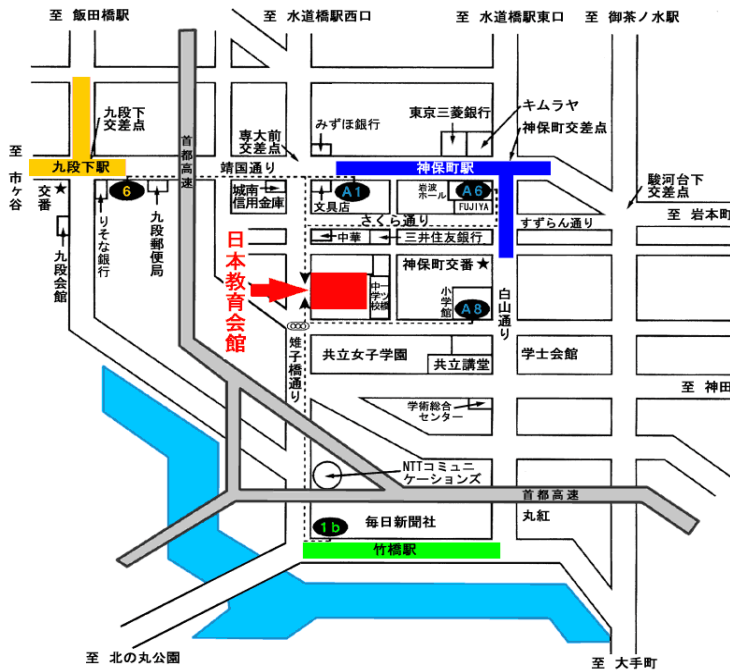 至 飯田橋駅
至 水道橋駅西口
至 水道橋駅東口
至 御茶ノ水駅
九段下
交差点
首都高速
専大前
交差点
みずほ銀行
東京三菱銀行
キムラヤ
神保町交差点
至 市ヶ谷
九段下駅
靖国通り
神保町駅
駿河台下
交差点
交番★
6
りそな銀行
九段郵便局
城南
信用金庫
文具店
A1
岩波
ホール
A6
FUJIYA
さくら通り
すずらん通り
至 岩本町
九段会館
中華
三井住友銀行
日本教育会館
一ツ橋
中学校
神保町交番★
小学館
A8
白山通り
雉子橋通り
共立女子学園
共立講堂
学士会館
至 神田
学術総合
センター
NTTコミュニ
ケーションズ
首都高速
1b
毎日新聞社
丸紅
竹橋駅
至 北の丸公園
至 大手町